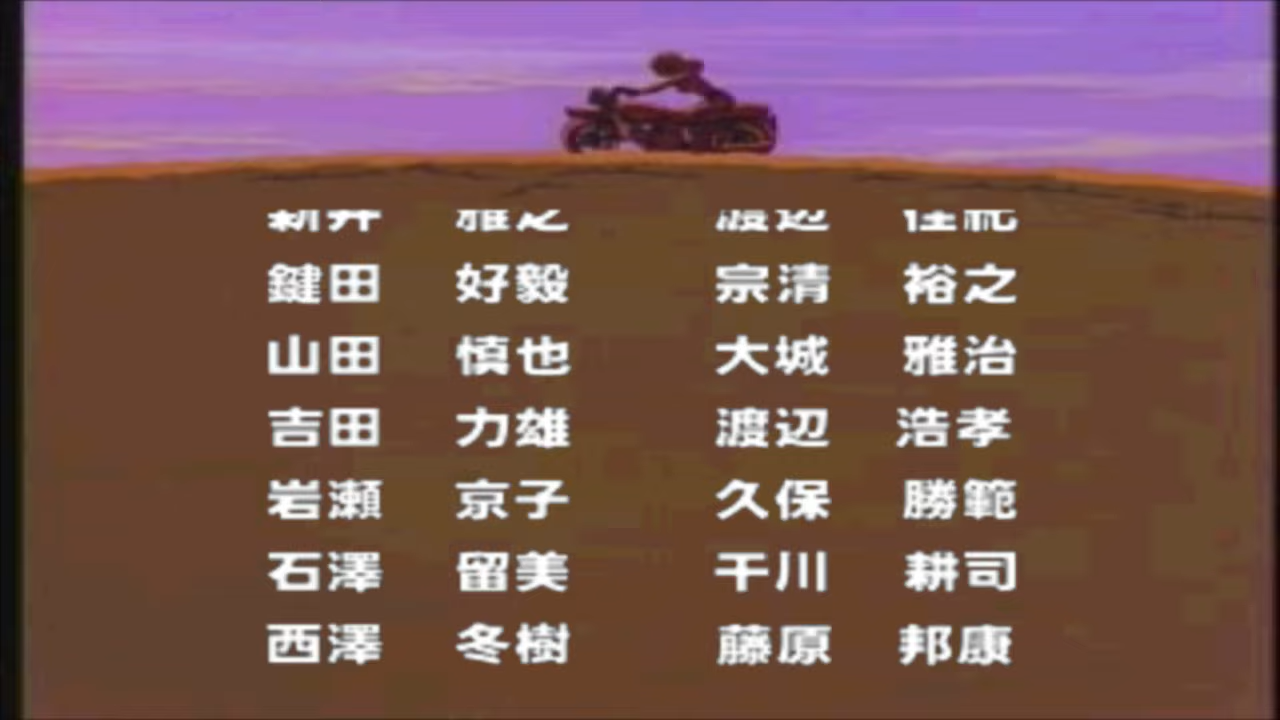 鍵田 好毅 宗清 裕之
山田 慎也 大城 雅治
吉田 力雄 渡辺 浩孝
岩瀬 京子 久保 勝範
石澤 留美 干川 耕司
西澤 冬樹 藤原 邦康